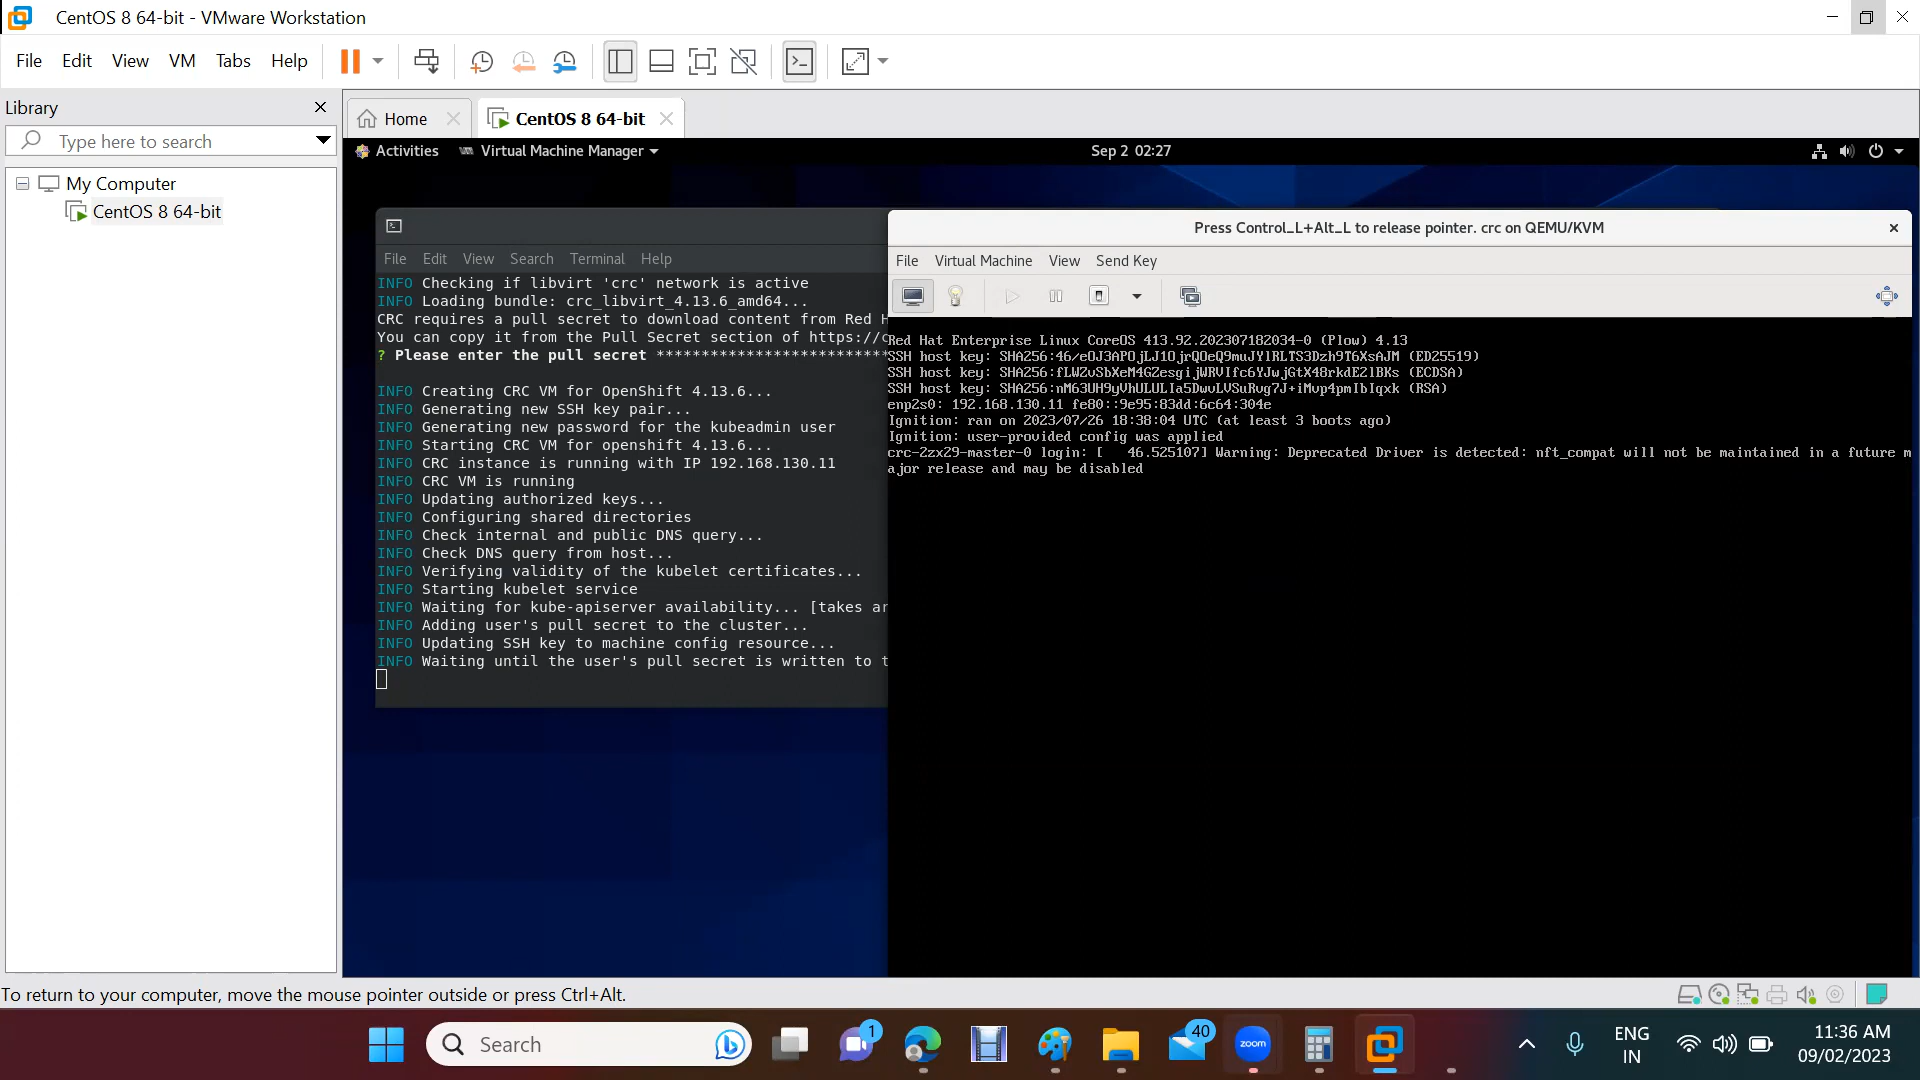 CentOS 8 64-bit - VMware Workstation
File Edit View VM Tabs Help
Library
Type here to search
My Computer
CentOS 8 64-bit
Home
CentOS 8 64-bit
Activities Virtual Machine Manager Sep 2 02:27
File Edit View Search Terminal Help
INFO Checking if libvirt 'crc' network is active
INFO Loading bundle: crc_libvirt_4.13.6_amd64...
CRC requires a pull secret to download content from Red H
You can copy it from the Pull Secret section of https://c
? Please enter the pull secret **************************
INFO Creating CRC VM for OpenShift 4.13.6...
INFO Generating new SSH key pair...
INFO Generating new password for the kubeadmin user
INFO Starting CRC VM for openshift 4.13.6...
INFO CRC instance is running with IP 192.168.130.11
INFO CRC VM is running
INFO Updating authorized keys...
INFO Configuring shared directories
INFO Check internal and public DNS query...
INFO Check DNS query from host...
INFO Verifying validity of the kubelet certificates...
INFO Starting kubelet service
INFO Waiting for kube-apiserver availability... [takes ar
INFO Adding user's pull secret to the cluster...
INFO Updating SSH key to machine config resource...
INFO Waiting until the user's pull secret is written to t
Press Control_L+Alt_L to release pointer. crc on QEMU/KVM
File Virtual Machine View Send Key
Red Hat Enterprise Linux CoreOS 413.92.202307182034-0 (Plow) 4.13
SSH host key: (ED25519)
SSH host key: (ECDSA)
SSH host key: (RSA)
enp2s0: 192.168.130.11 fe80::9e95:83dd:6c64:304e
Ignition: ran on 2023/07/26 18:38:04 UTC (at least 3 boots ago)
Ignition: user-provided config was applied
crc-2zx29-master-0 login: [ 46.525107] Warning: Deprecated Driver is detected: nft_compat will not be maintained in a future m
ajor release and may be disabled
To return to your computer, move the mouse pointer outside or press Ctrl+Alt.
Search
1
40
zoom
ENG
IN
11:36 AM
09/02/2023